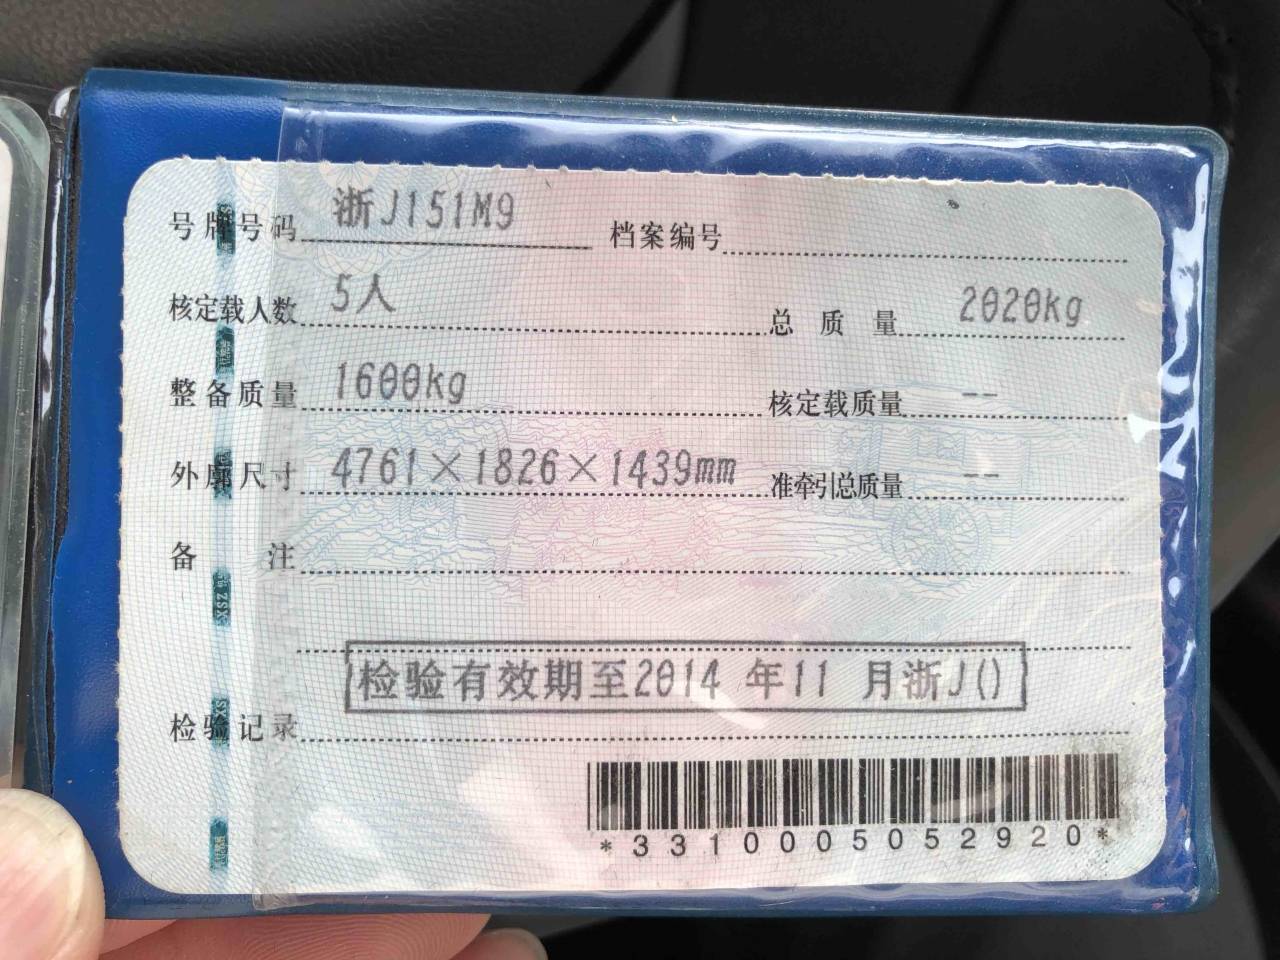 号牌号码 浙J151M9 档案编号
核定载人数 5人 总质量 2020kg
整备质量 1600kg 核定载质量 --
外廓尺寸 4761×1826×1439mm 准牵引总质量 --
备注
检验有效期至2014 年11 月浙J()
检验记录
*3310005052920*